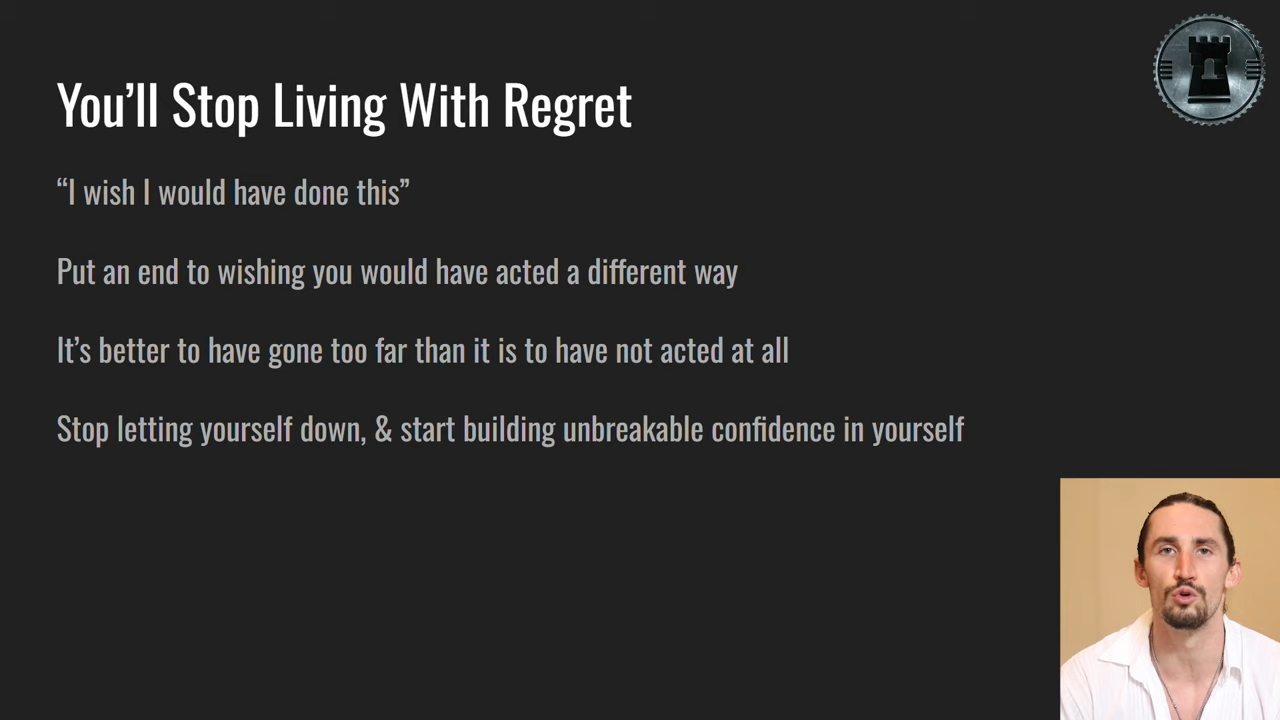 You’ll Stop Living With Regret
“I wish I would have done this”
Put an end to wishing you would have acted a different way
It’s better to have gone too far than it is to have not acted at all
Stop letting yourself down, & start building unbreakable confidence in yourself